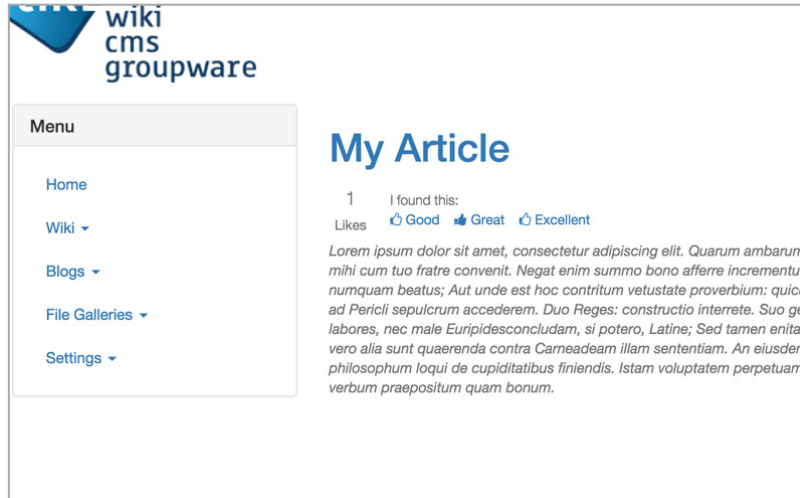 wiki
cms
groupware
Menu
Home
Wiki
Blogs
File Galleries
Settings
My Article
1
Likes
I found this:
Good Great Excellent
Lorem ipsum dolor sit amet, consectetur adipiscing elit. Quarum ambarum
mihi cum tuo fratre convenit. Negat enim summo bono afferre incrementu
numquam beatus; Aut unde est hoc contritum vetustate proverbium: quicu
ad Pericli sepulcrum accederem. Duo Reges: constructio interrete. Suo ge
labores, nec male Euripidesconcludam, si potero, Latine; Sed tamen enita
vero alia sunt quaerenda contra Carneadeam illam sententiam. An eiusder
philosophum loqui de cupiditatibus finiendis. Istam voluptatem perpetuam
verbum praepositum quam bonum.